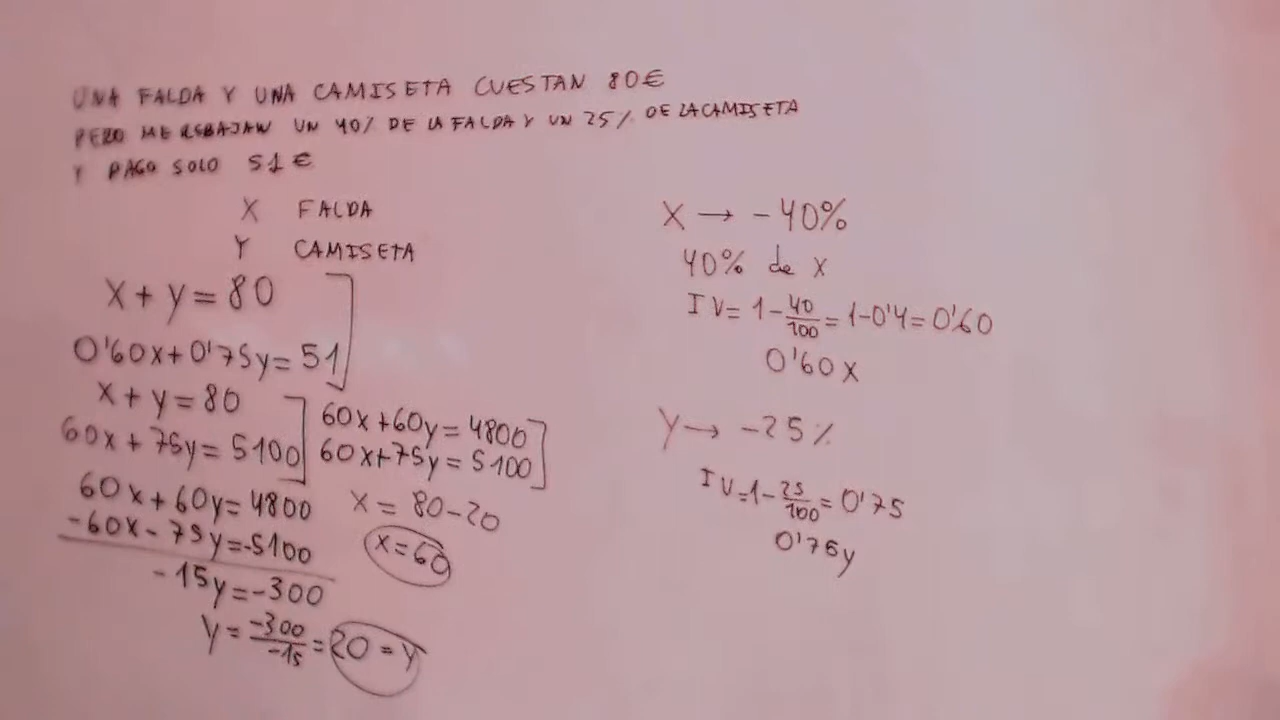 UNA FALDA Y UNA CAMISETA CUESTAN 80€
PERO ME REBAJAN UN 40% DE LA FALDA Y UN 25% DE LA CAMISETA
Y PAGO SOLO 51€
X FALDA
Y CAMISETA
x + y = 80
0'60x + 0'75y = 51
x + y = 80
60x + 75y = 5100
60x + 60y = 4800
60x + 75y = 5100
60x + 60y = 4800
-60x - 75y = -5100
-15y = -300
y = -300/-15 = 20 = y
x = 80 - 20
x = 60
X → -40%
40% de x
IV = 1 - 40/100 = 1 - 0'4 = 0'60
0'60x
Y → -25%
IV = 1 - 25/100 = 0'75
0'75y